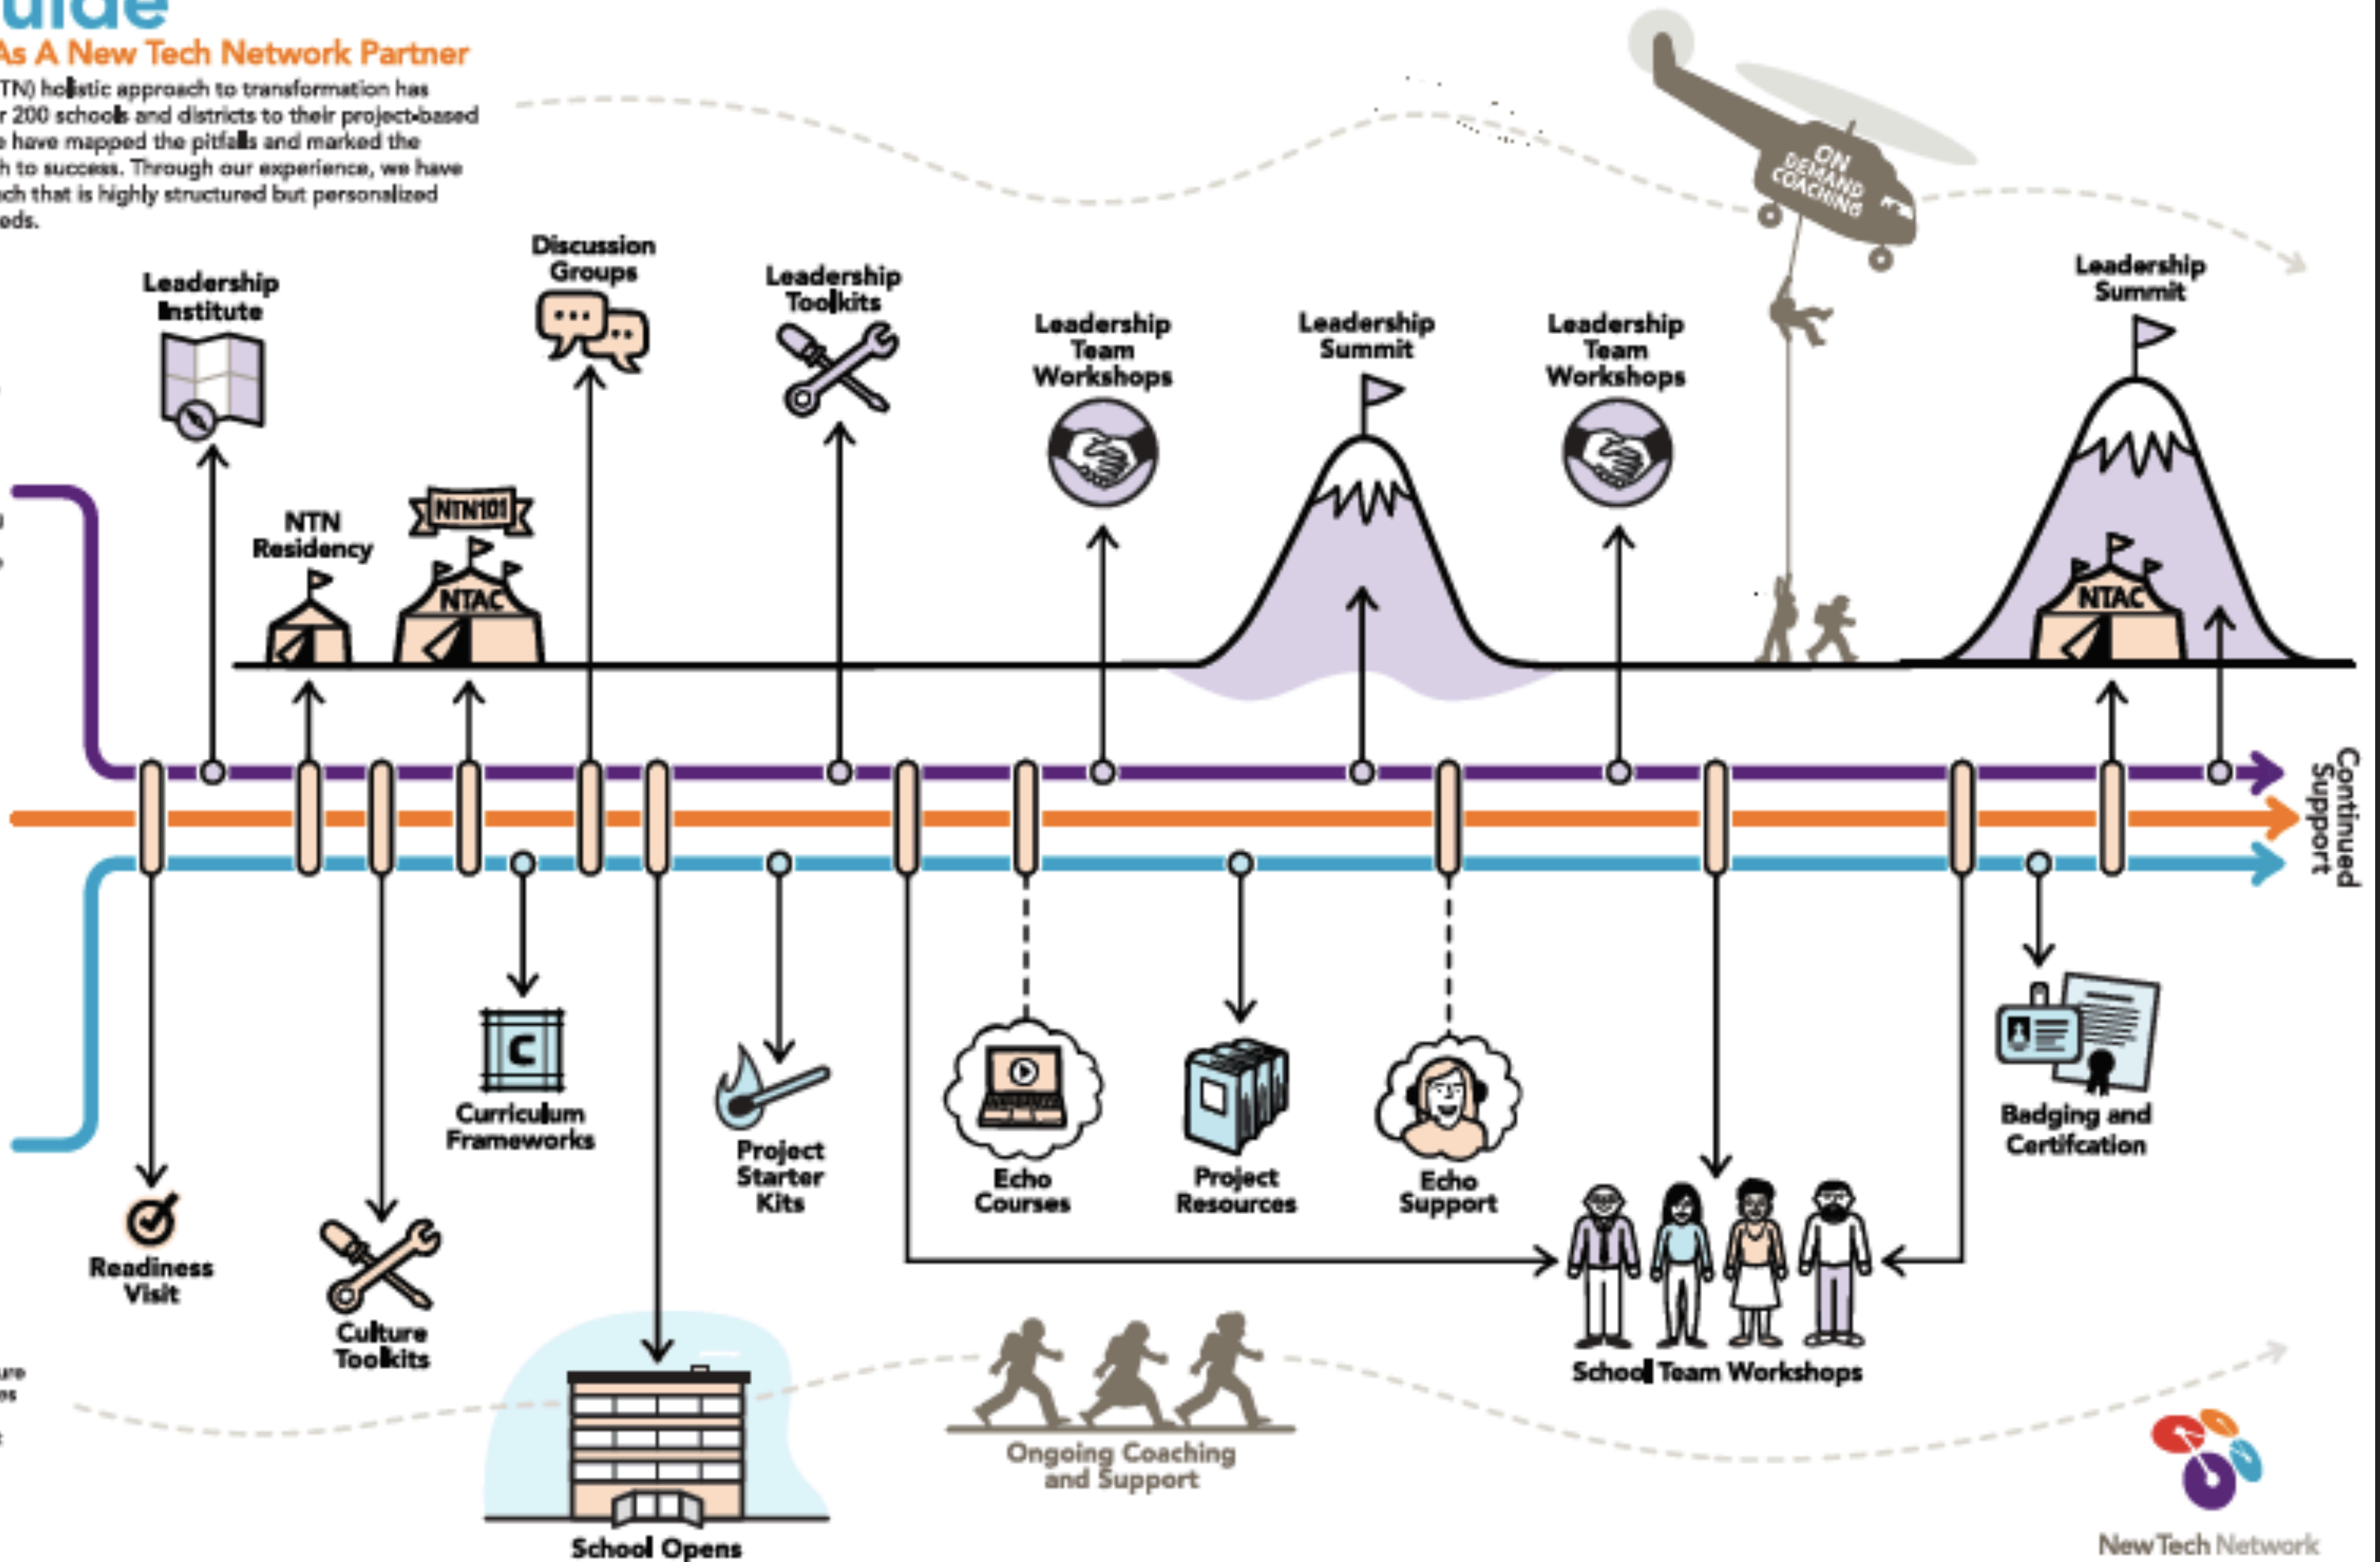 uide
As A New Tech Network Partner
TN) holistic approach to transformation has
r 200 schools and districts to their project-based
e have mapped the pitfalls and marked the
h to success. Through our experience, we have
ch that is highly structured but personalized
eds.
ON
DEMAND
COACHING
Leadership
Institute
Discussion
Groups
Leadership
Toolkits
Leadership
Team
Workshops
Leadership
Summit
Leadership
Team
Workshops
Leadership
Summit
NTN
Residency
NTN101
NTAC
NTAC
Continued
Support
C
Curriculum
Frameworks
Project
Starter
Kits
Echo
Courses
Project
Resources
Echo
Support
Badging and
Certifcation
Readiness
Visit
Culture
Toolkits
School Team Workshops
ure
es
Ongoing Coaching
and Support
School Opens
NewTech Network